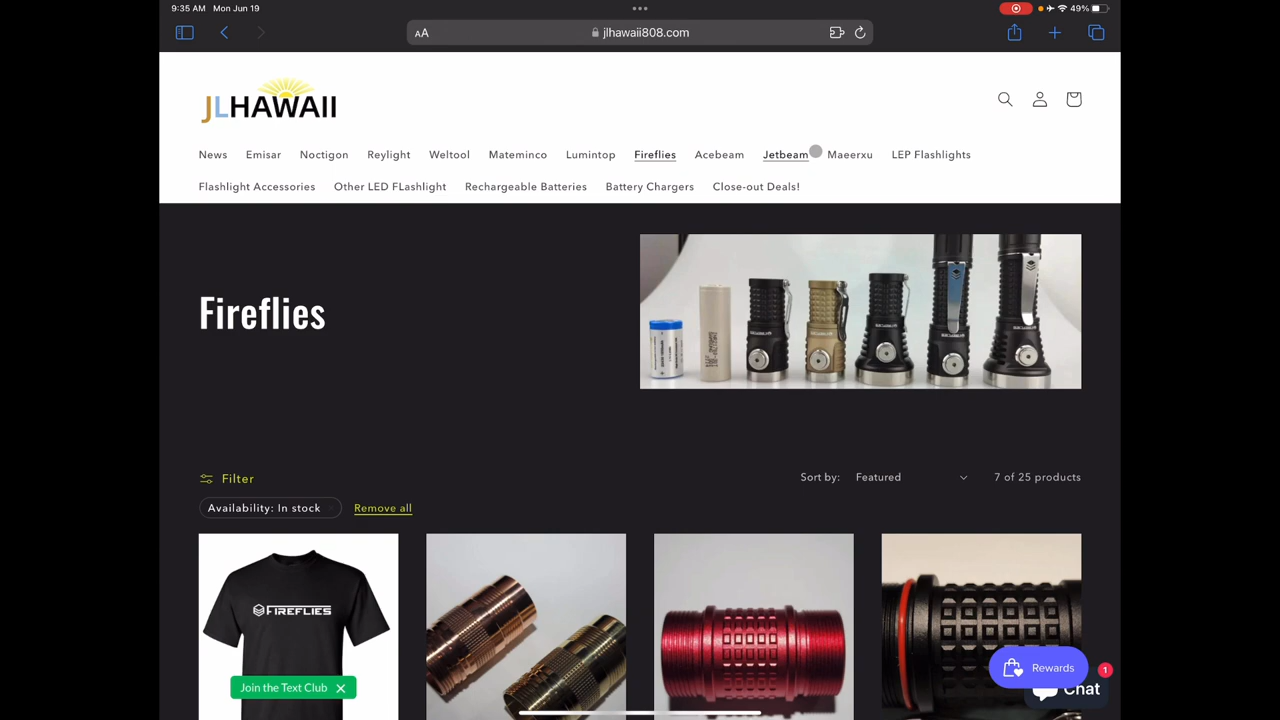 9:35 AM Mon Jun 19
49%
AA
jlhawaii808.com
JLHAWAII
News Emisar Noctigon Reylight Weltool Mateminco Lumintop Fireflies Acebeam Jetbeam Maeerxu LEP Flashlights
Flashlight Accessories Other LED FLashlight Rechargeable Batteries Battery Chargers Close-out Deals!
Fireflies
Filter
Sort by: Featured 7 of 25 products
Availability: In stock Remove all
FIREFLIES
Join the Text Club
Rewards
1
Chat